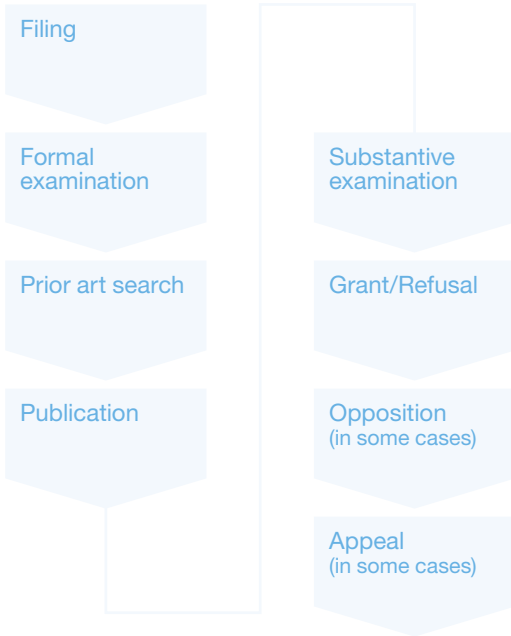 Filing
Formal
examination
Prior art search
Publication
Substantive
examination
Grant/Refusal
Opposition
(in some cases)
Appeal
(in some cases)